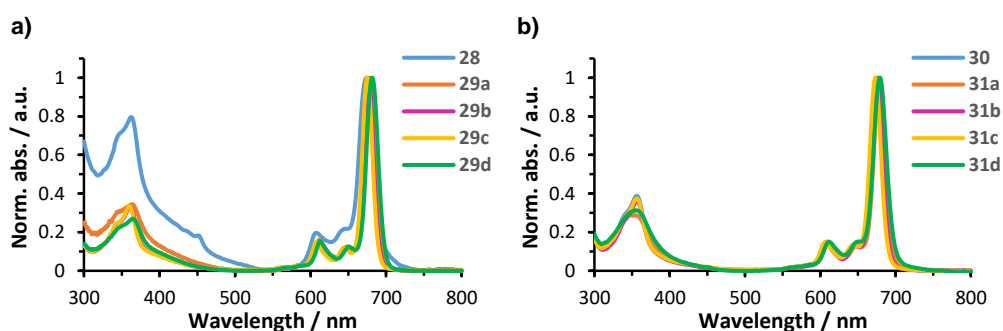 a)
Norm. abs. / a.u.
1
0.8
0.6
0.4
0.2
0
300 400 500 600 700 800
Wavelength / nm
28
29a
29b
29c
29d
b)
Norm. abs. / a.u.
1
0.8
0.6
0.4
0.2
0
300 400 500 600 700 800
Wavelength / nm
30
31a
31b
31c
31d